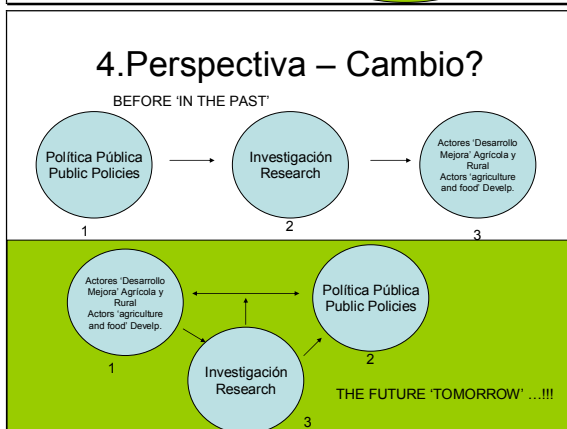 4.Perspectiva – Cambio?
BEFORE ‘IN THE PAST’
Política Pública
Public Policies
1
Investigación
Research
2
Actores ‘Desarrollo
Mejora’ Agrícola y
Rural
Actors ‘agriculture
and food’ Develp.
3
Actores ‘Desarrollo
Mejora’ Agrícola y
Rural
Actors ‘agriculture
and food’ Develp.
1
Política Pública
Public Policies
2
Investigación
Research
3
THE FUTURE ‘TOMORROW’ …!!!